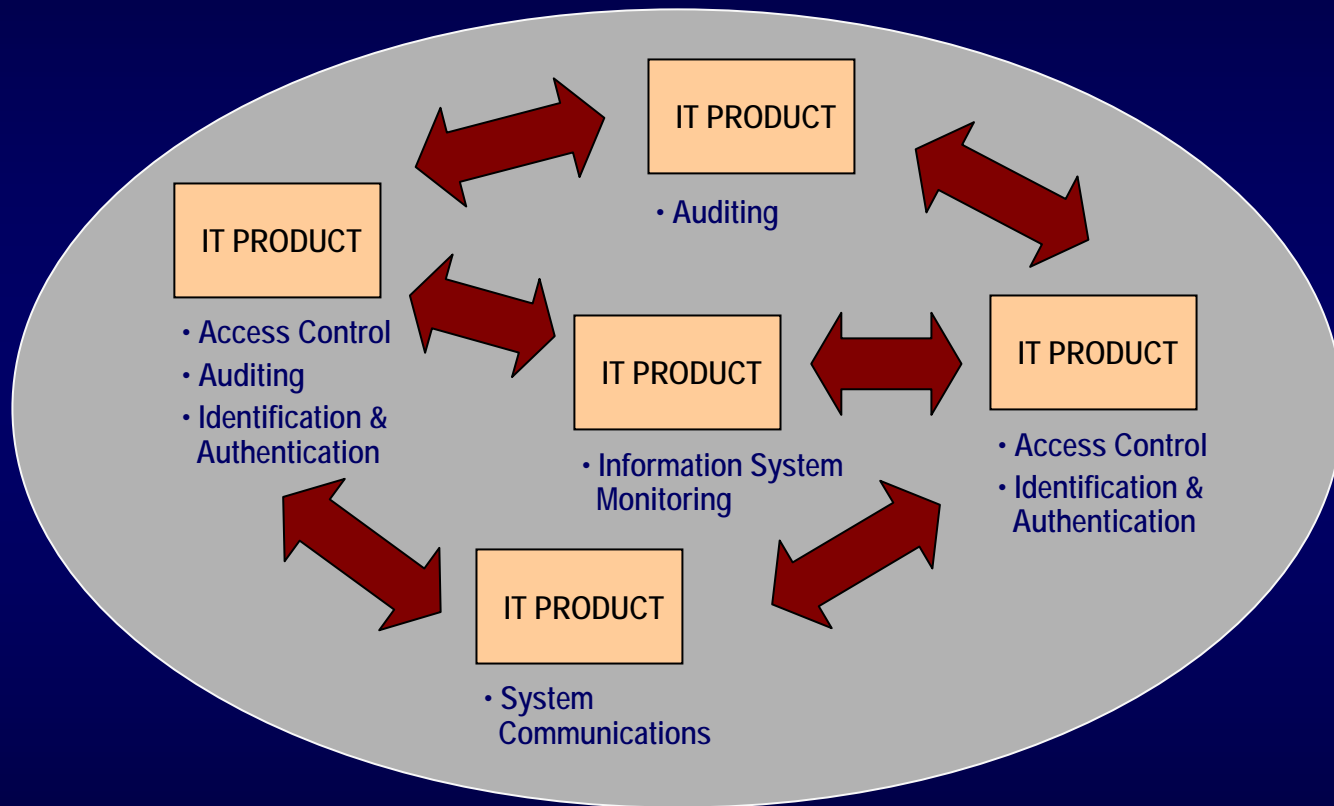 IT PRODUCT
• Auditing
IT PRODUCT
• Access Control
• Auditing
• Identification &
Authentication
IT PRODUCT
• Information System
Monitoring
IT PRODUCT
• Access Control
• Identification &
Authentication
IT PRODUCT
• System
Communications